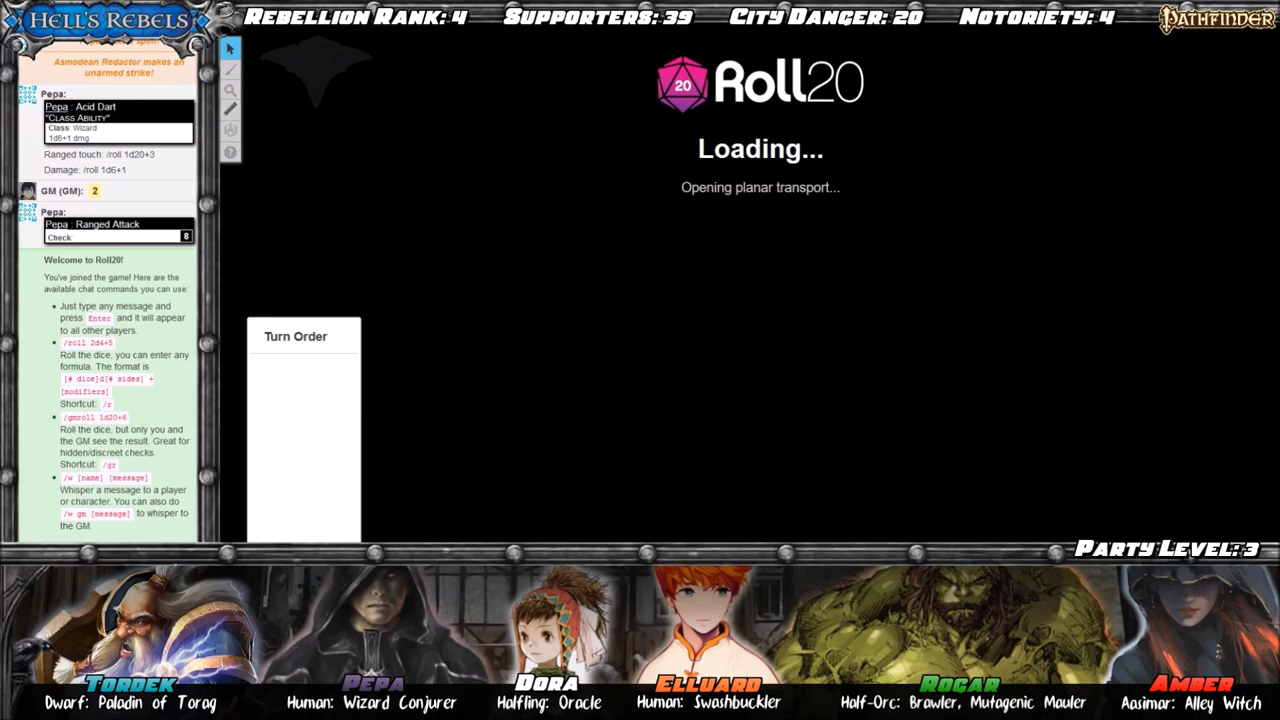 HELL'S REBELS
REBELLION RANK: 4 SUPPORTERS: 39 CITY DANGER: 20 NOTORIETY: 4
PATHFINDER
Asmodean Redactor makes an
unarmed strike!
Pepa:
Pepa : Acid Dart
"CLASS ABILITY"
Class: Wizard
1d6+1 dmg
Ranged touch: /roll 1d20+3
Damage: /roll 1d6+1
GM (GM): 2
Pepa:
Pepa : Ranged Attack
Check: 8
Welcome to Roll20!
You've joined the game! Here are the
available chat commands you can use:
• Just type any message and
press Enter and it will appear
to all other players.
• /roll 2d4+5
Roll the dice, you can enter any
formula. The format is
[# dice]d[# sides] +
[modifiers]
Shortcut: /r
• /gmroll 1d20+6
Roll the dice, but only you and
the GM see the result. Great for
hidden/discreet checks.
Shortcut: /gr
• /w [name] [message]
Whisper a message to a player
or character. You can also do
/w gm [message] to whisper to
the GM.
20 Roll20
Loading...
Opening planar transport...
Turn Order
PARTY LEVEL: 3
TORDEK
Dwarf: Paladin of Torag
PEPA
Human: Wizard Conjurer
DORA
Halfling: Oracle
ELLUARD
Human: Swashbuckler
ROGAR
Half-Orc: Brawler, Mutagenic Mauler
AMBER
Aasimar: Alley Witch